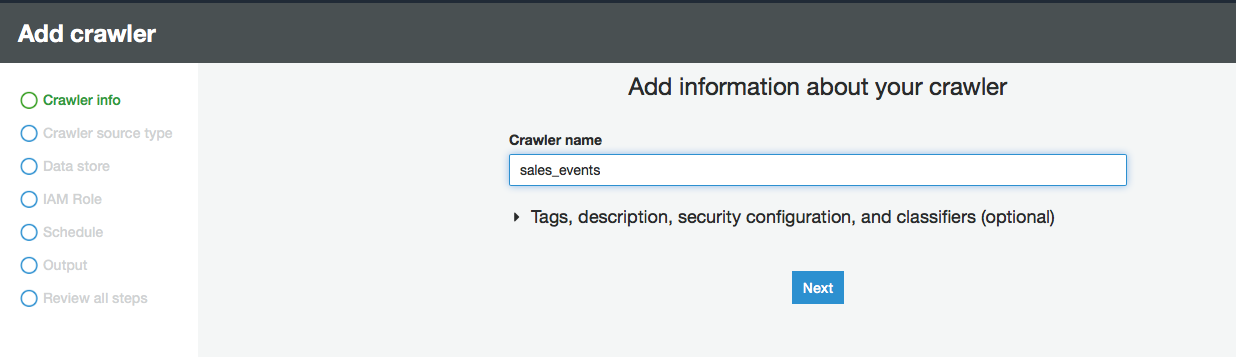 Add crawler
Crawler info
Crawler source type
Data store
IAM Role
Schedule
Output
Review all steps
Add information about your crawler
Crawler name
sales_events
Tags, description, security configuration, and classifiers (optional)
Next